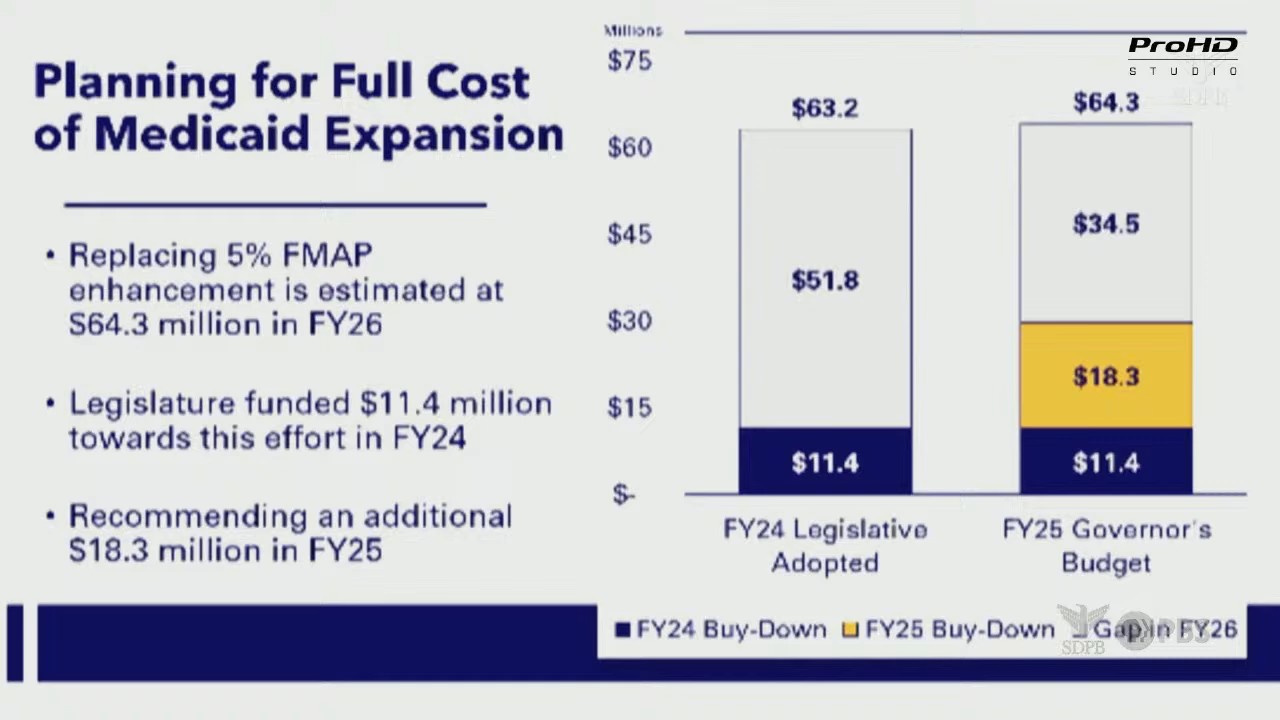 Planning for Full Cost
of Medicaid Expansion
• Replacing 5% FMAP
enhancement is estimated at
$64.3 million in FY26
• Legislature funded $11.4 million
towards this effort in FY24
• Recommending an additional
$18.3 million in FY25
Millions
$75
$60
$45
$30
$15
$-
$63.2
$51.8
$11.4
$64.3
$34.5
$18.3
$11.4
FY24 Legislative
Adopted
FY25 Governor's
Budget
FY24 Buy-Down
FY25 Buy-Down
Gap in FY26
ProHD
STUDIO
SDPB
SDPB
PBS